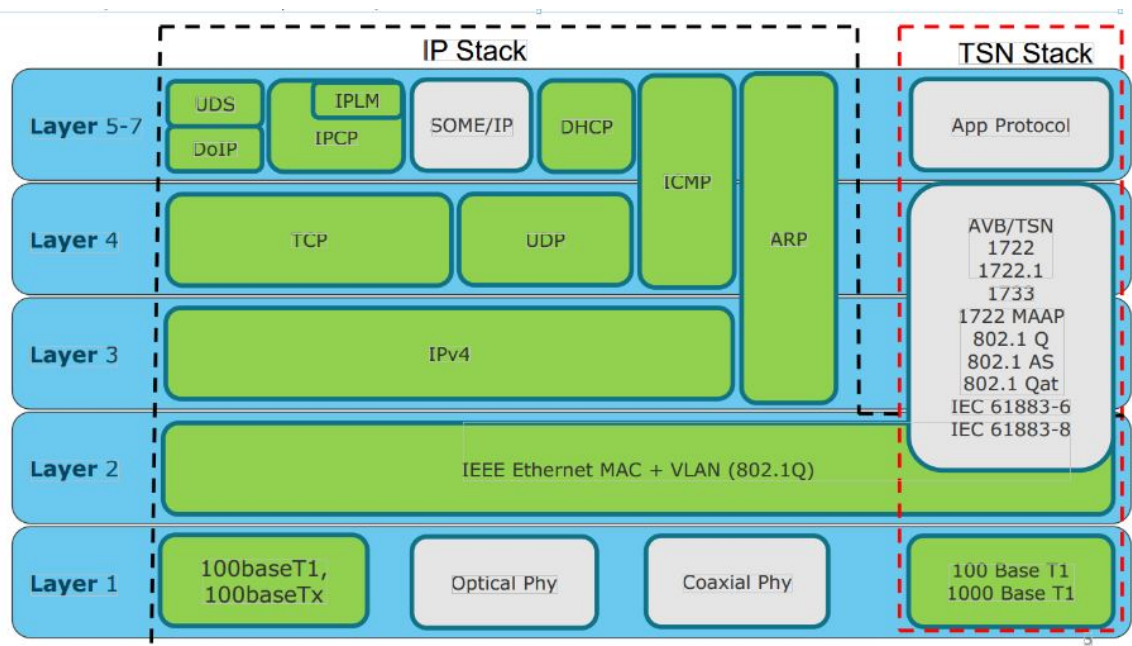 IP Stack
TSN Stack
Layer 5-7
UDS
DoIP
IPLM
IPCP
SOME/IP
DHCP
ICMP
ARP
App Protocol
Layer 4
TCP
UDP
AVB/TSN
1722
1722.1
1733
1722 MAAP
802.1 Q
802.1 AS
802.1 Qat
IEC 61883-6
IEC 61883-8
Layer 3
IPv4
Layer 2
IEEE Ethernet MAC + VLAN (802.1Q)
Layer 1
100baseT1,
100baseTx
Optical Phy
Coaxial Phy
100 Base T1
1000 Base T1